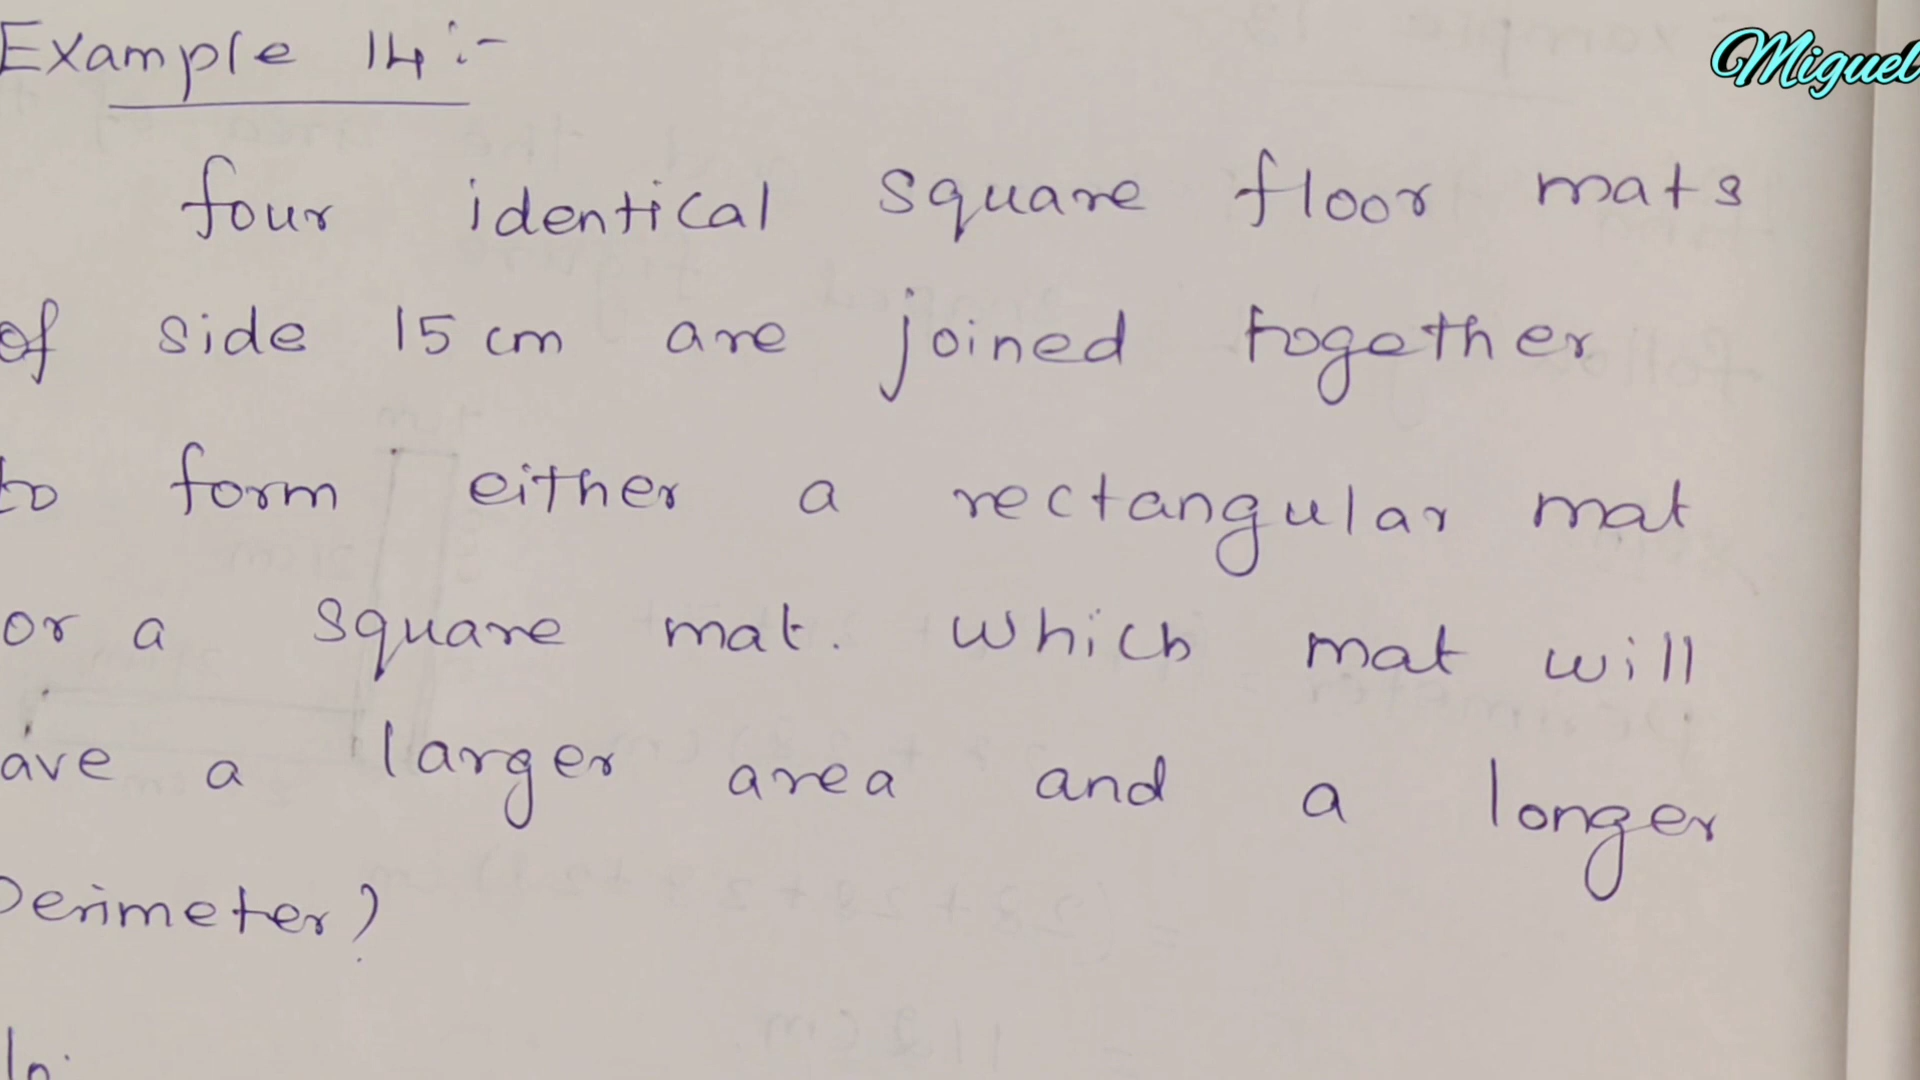 Example 14:-
Miguel
four identical square floor mats
of side 15 cm are joined together
to form either a rectangular mat
or a square mat. Which mat will
ave a larger area and a longer
Perimeter?